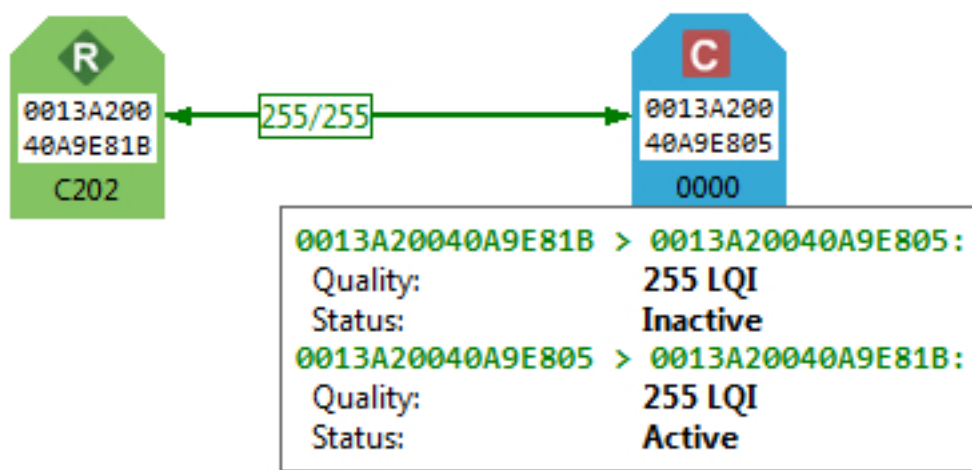 R
0013A200
40A9E81B
C202
255/255
C
0013A200
40A9E805
0000
0013A20040A9E81B > 0013A20040A9E805:
Quality: 255 LQI
Status: Inactive
0013A20040A9E805 > 0013A20040A9E81B:
Quality: 255 LQI
Status: Active